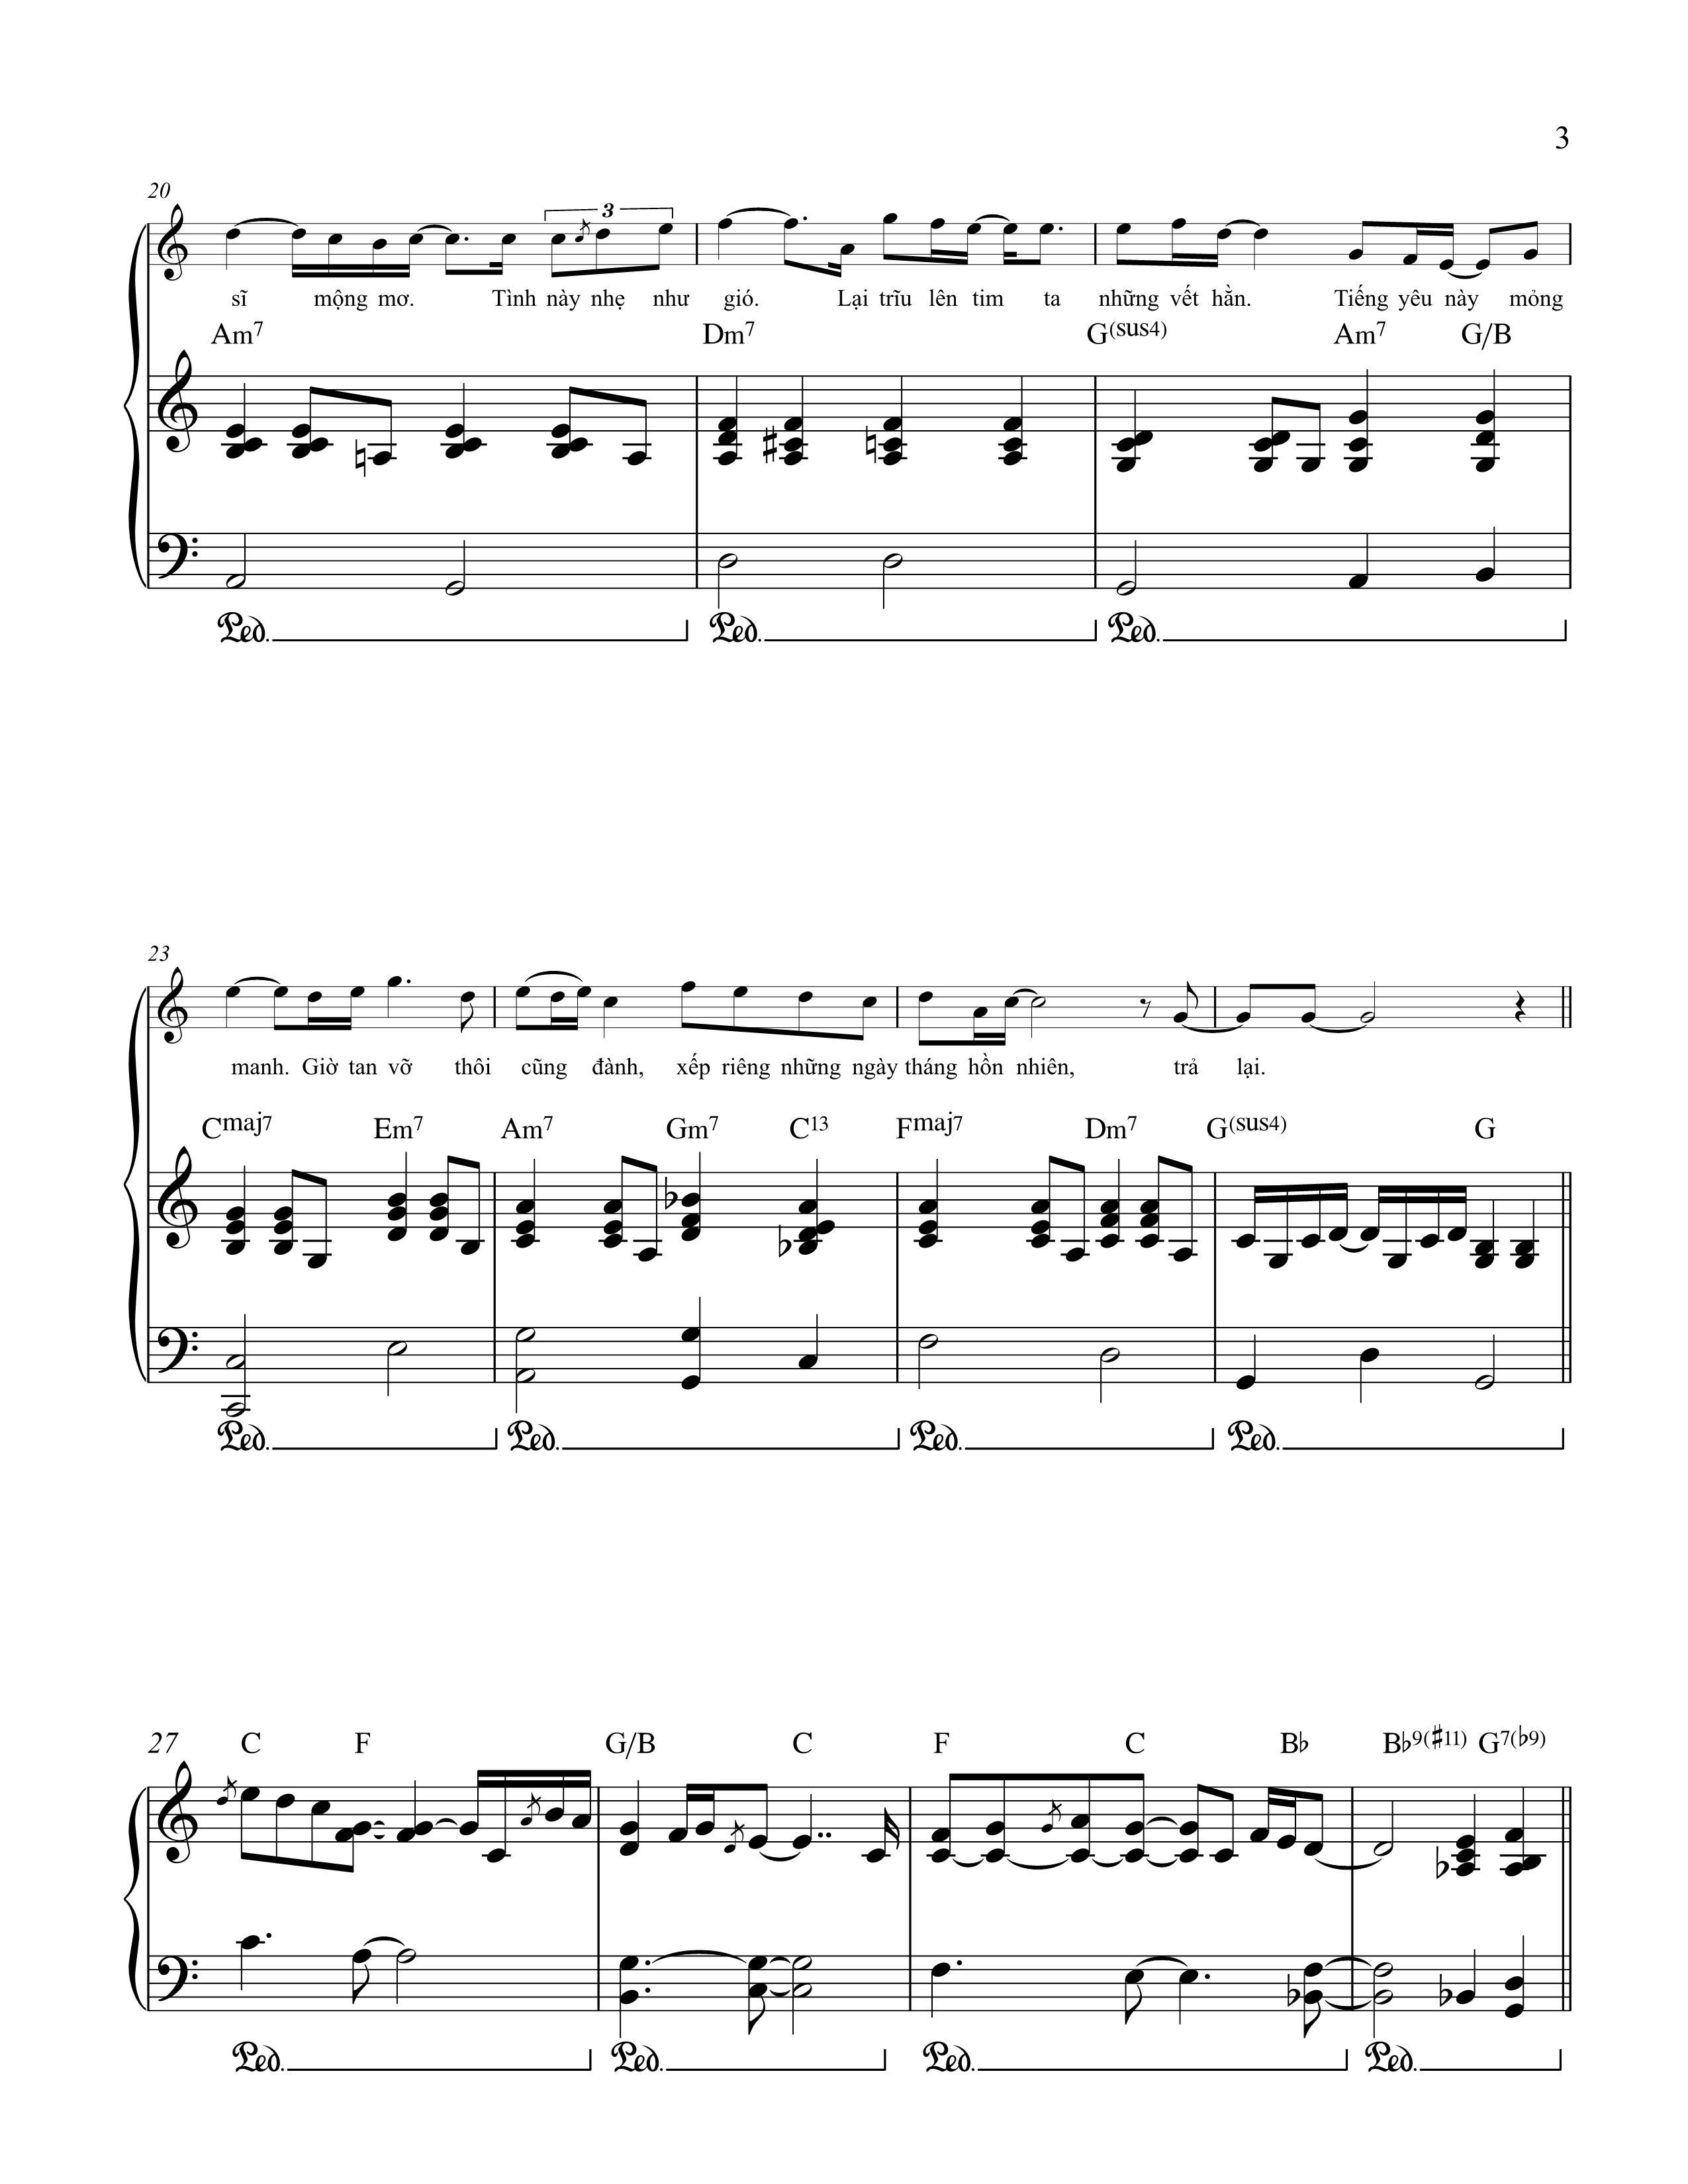 3
20
3
sĩ mộng mơ. Tình này nhẹ như gió. Lại trĩu lên tim ta những vết hằn. Tiếng yêu này mỏng
Am7 Dm7 G(sus4) Am7 G/B
Ped. Ped. Ped.
23
manh. Giờ tan vỡ thôi cũng đành, xếp riêng những ngày tháng hồn nhiên, trả lại.
Cmaj7 Em7 Am7 Gm7 C13 Fmaj7 Dm7 G(sus4) G
Ped. Ped. Ped. Ped.
27 C F G/B C F C B♭ B♭9(♯11) G7(♭9)
Ped. Ped. Ped. Ped.